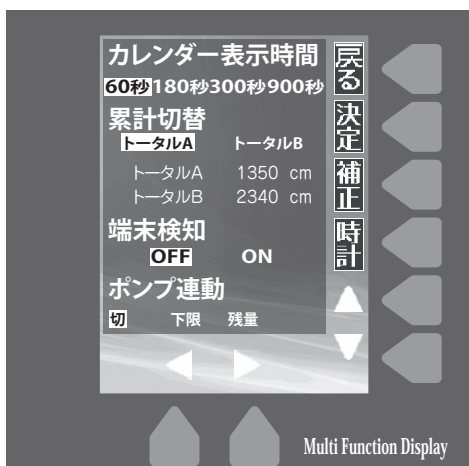 カレンダー表示時間
60秒180秒300秒900秒
累計切替
トータルA トータルB
トータルA 1350 cm
トータルB 2340 cm
端末検知
OFF ON
ポンプ連動
切 下限 残量
戻る
決定
補正
時計
Multi Function Display